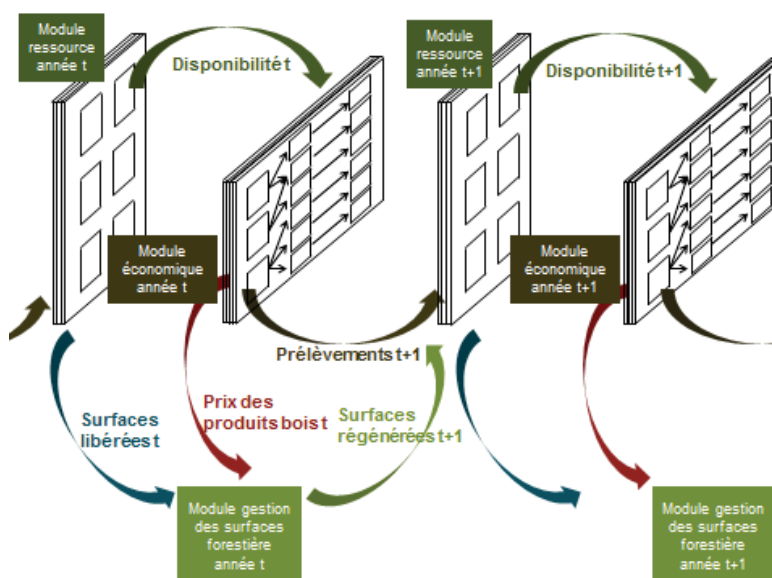 Module
ressource
année t
Disponibilité t
Module
ressource
année t+1
Disponibilité t+1
Module
économique
année t
Module
économique
année t+1
Prélèvements t+1
Surfaces
libérées t
Prix des
produits bois t
Surfaces
régénérées t+1
Module gestion
des surfaces
forestière
année t
Module gestion
des surfaces
forestière
année t+1